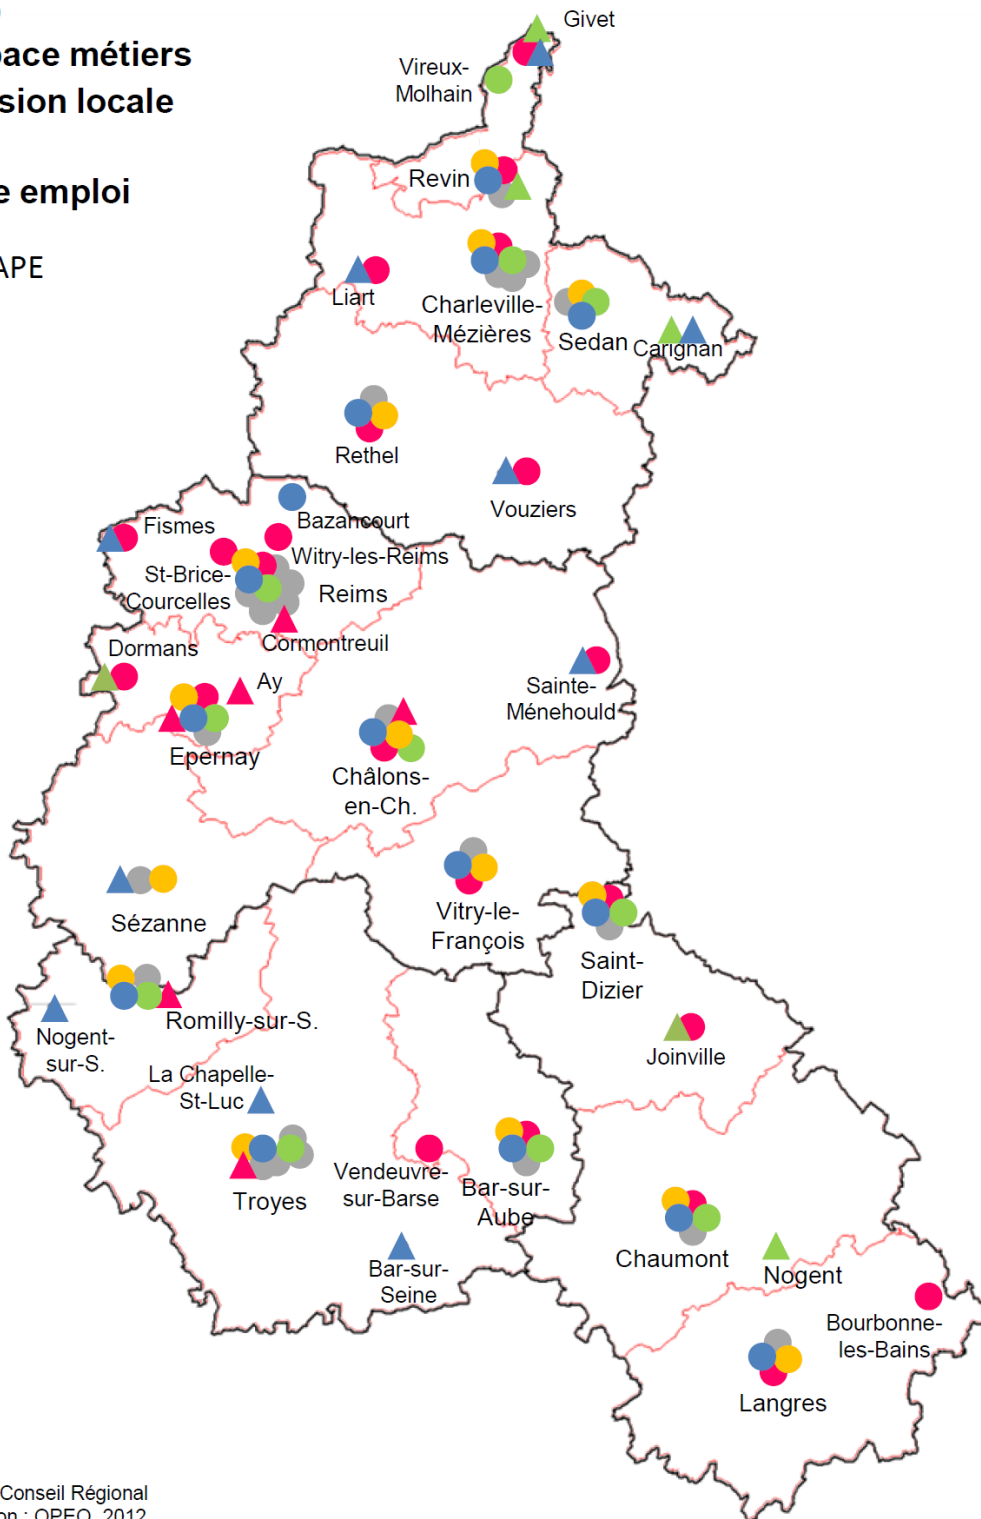 pace métiers
sion locale
e emploi
APE
Givet
Vireux-
Molhain
Revin
Charleville-
Mézières
Liart
Sedan
Carignan
Rethel
Vouziers
Fismes
Bazancourt
Witry-les-Reims
St-Brice-
Courcelles
Reims
Cormontreuil
Dormans
Ay
Sainte-
Ménehould
Epernay
Châlons-
en-Ch.
Sézanne
Vitry-le-
François
Saint-
Dizier
Romilly-sur-S.
Nogent-
sur-S.
Joinville
La Chapelle-
St-Luc
Troyes
Vendeuvre-
sur-Barse
Bar-sur-
Aube
Bar-sur-
Seine
Chaumont
Nogent
Bourbonne-
les-Bains
Langres
Conseil Régional
on : OPEQ, 2012